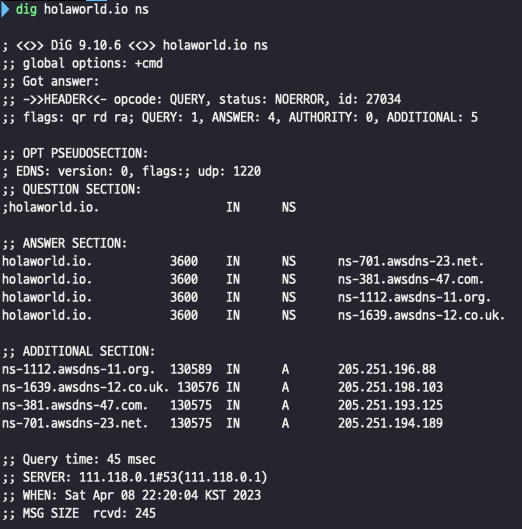 dig holaworld.io ns
; <<>> DiG 9.10.6 <<>> holaworld.io ns
;; global options: +cmd
;; Got answer:
;; ->>HEADER<<- opcode: QUERY, status: NOERROR, id: 27034
;; flags: qr rd ra; QUERY: 1, ANSWER: 4, AUTHORITY: 0, ADDITIONAL: 5
;; OPT PSEUDOSECTION:
; EDNS: version: 0, flags:; udp: 1220
;; QUESTION SECTION:
;holaworld.io. IN NS
;; ANSWER SECTION:
holaworld.io. 3600 IN NS ns-701.awsdns-23.net.
holaworld.io. 3600 IN NS ns-381.awsdns-47.com.
holaworld.io. 3600 IN NS ns-1112.awsdns-11.org.
holaworld.io. 3600 IN NS ns-1639.awsdns-12.co.uk.
;; ADDITIONAL SECTION:
ns-1112.awsdns-11.org. 130589 IN A 205.251.196.88
ns-1639.awsdns-12.co.uk. 130576 IN A 205.251.198.103
ns-381.awsdns-47.com. 130575 IN A 205.251.193.125
ns-701.awsdns-23.net. 130575 IN A 205.251.194.189
;; Query time: 45 msec
;; SERVER: 111.118.0.1#53(111.118.0.1)
;; WHEN: Sat Apr 08 22:20:04 KST 2023
;; MSG SIZE rcvd: 245